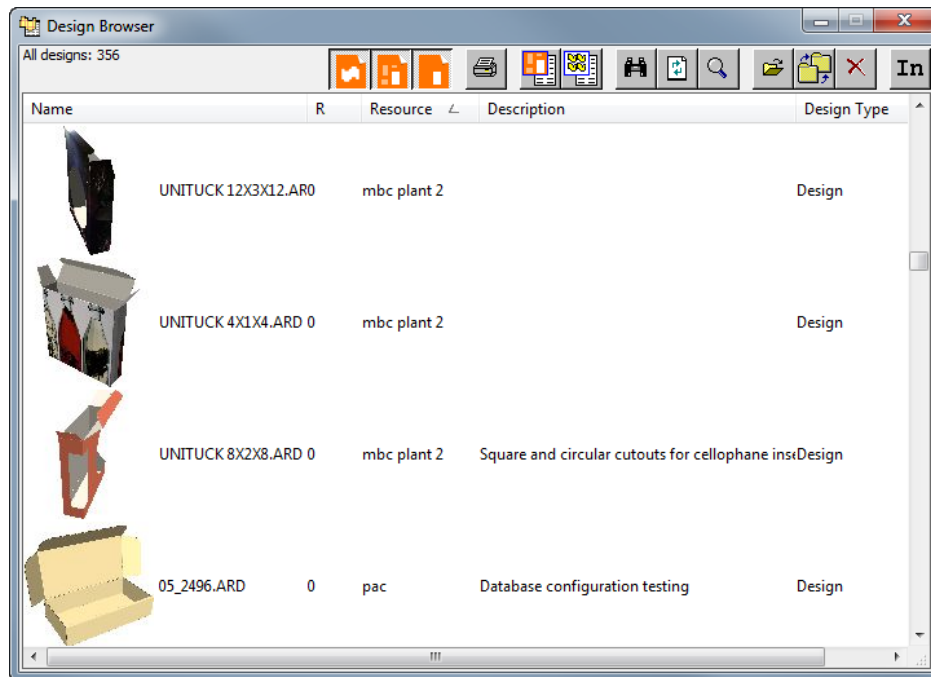 Design Browser
All designs: 356
In
Name R Resource Description Design Type
UNITUCK 12X3X12.AR0 mbc plant 2 Design
UNITUCK 4X1X4.ARD 0 mbc plant 2 Design
UNITUCK 8X2X8.ARD 0 mbc plant 2 Square and circular cutouts for cellophane inseDesign
05_2496.ARD 0 pac Database configuration testing Design